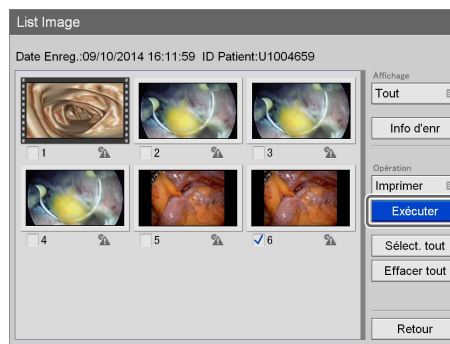 List Image
Date Enreg.:09/10/2014 16:11:59 ID Patient:U1004659
Affichage
Tout
Info d'enr
1
2
3
Opération
Imprimer
Exécuter
4
5
6
Sélect. tout
Effacer tout
Retour